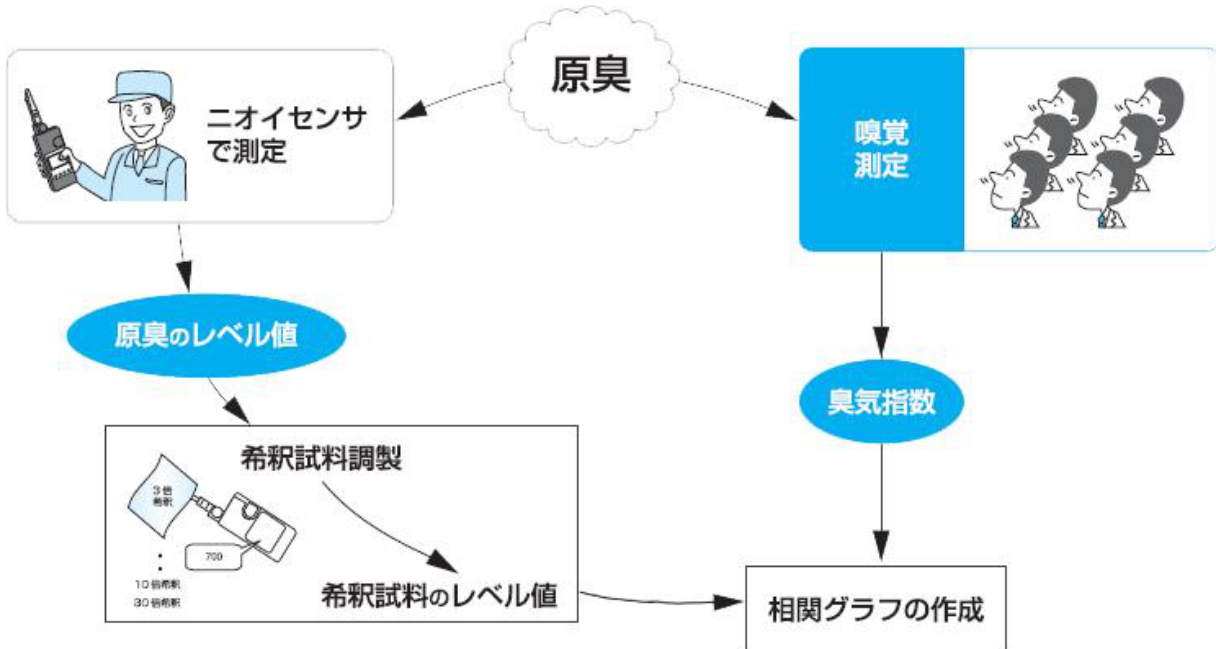 原臭
ニオイセンサ
で測定
嗅覚
測定
原臭のレベル値
臭気指数
希釈試料調製
3倍
希釈
700
・
・
10倍希釈
30倍希釈
希釈試料のレベル値
相関グラフの作成